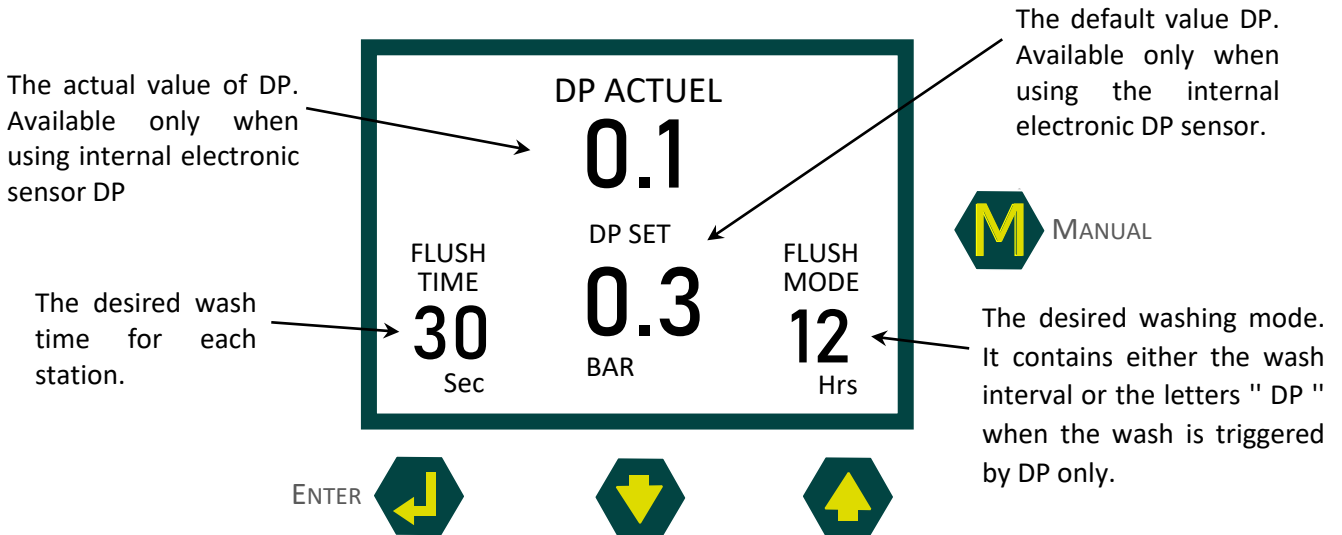 The actual value of DP.
Available only when
using internal electronic
sensor DP
The default value DP.
Available only when
using the internal
electronic DP sensor.
DP ACTUEL
0.1
DP SET
0.3
BAR
FLUSH
TIME
30
Sec
FLUSH
MODE
12
Hrs
M MANUAL
The desired wash
time for each
station.
The desired washing mode.
It contains either the wash
interval or the letters " DP "
when the wash is triggered
by DP only.
ENTER